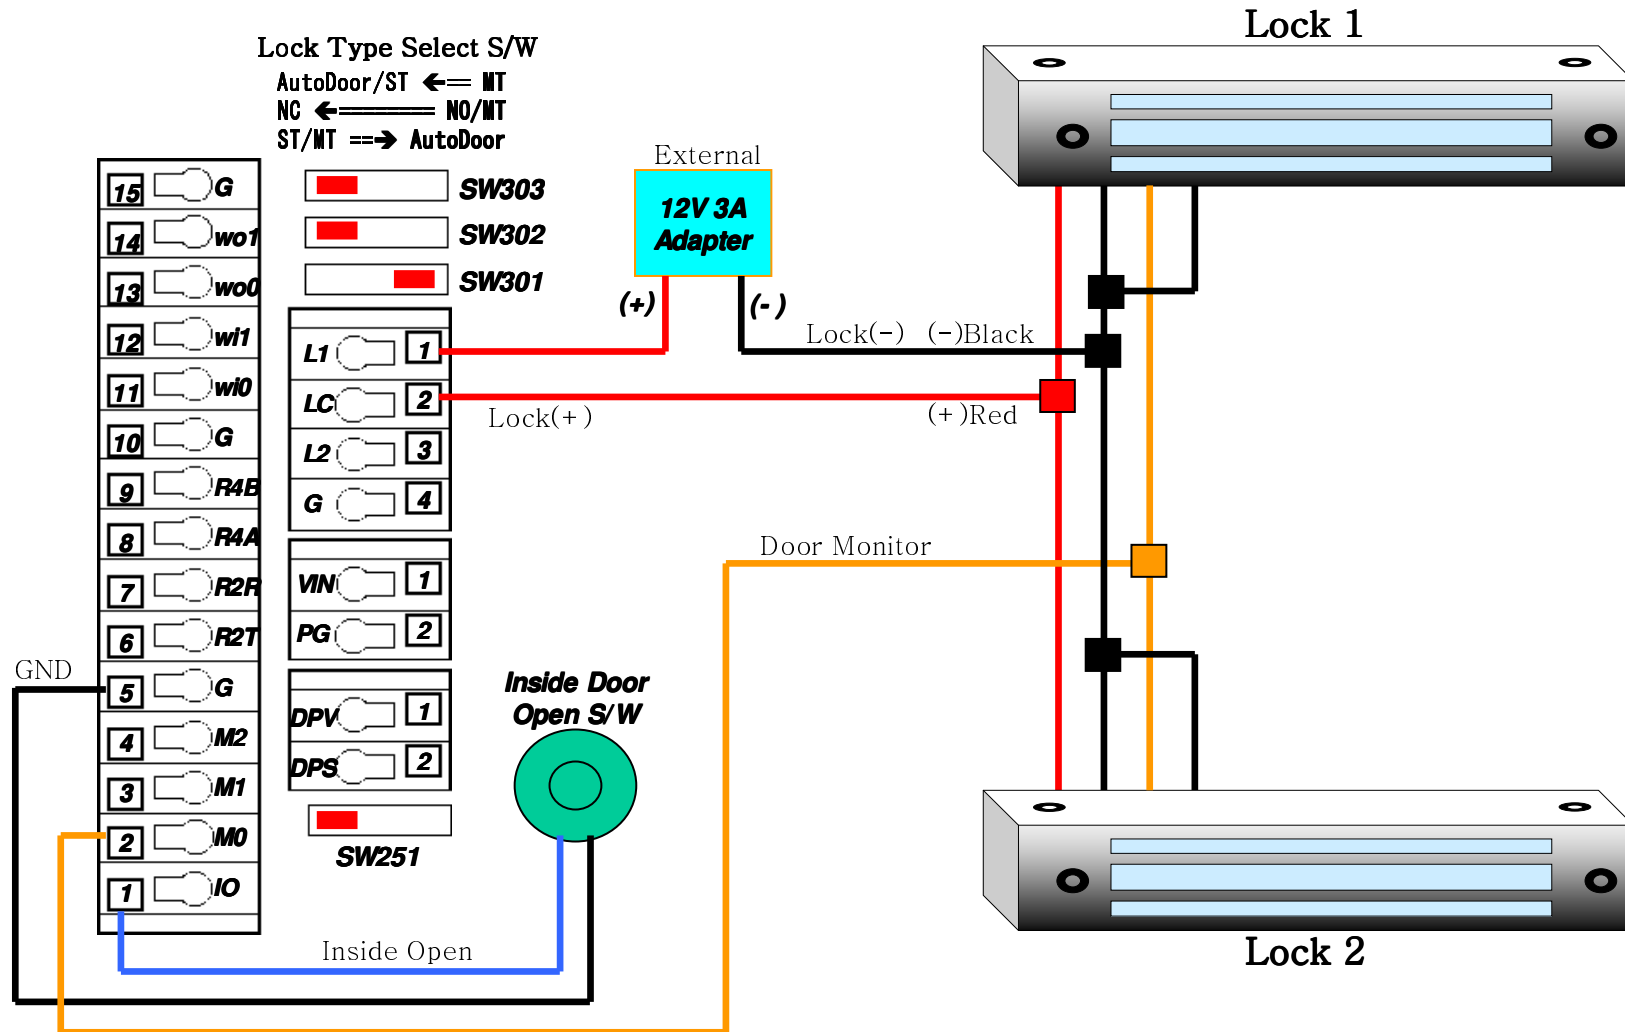 Lock 1
Lock Type Select S/W
AutoDoor/ST ←== MT
NC ←======== NO/MT
ST/MT ==→ AutoDoor
External
12V 3A
Adapter
(+)
(-)
SW303
SW302
SW301
15 G
14 wo1
13 wo0
12 wi1
11 wi0
10 G
9 R4B
8 R4A
7 R2R
6 R2T
5 G
4 M2
3 M1
2 M0
1 IO
GND
L1 1
LC 2
L2 3
G 4
VIN 1
PG 2
DPV 1
DPS 2
SW251
Lock(-) (-)Black
Lock(+) (+)Red
Door Monitor
Inside Door
Open S/W
Inside Open
Lock 2